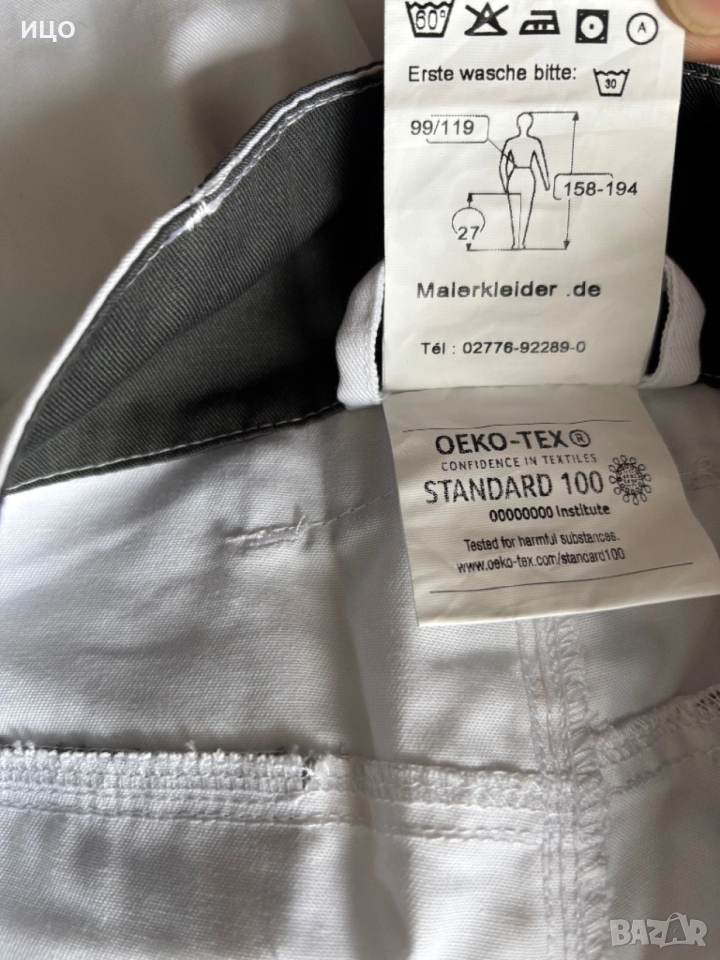 ицо
60°
A
Erste wasche bitte:
30
99/119
158-194
27
Malerkleider .de
Tél : 02776-92289-0
OEKO-TEX®
CONFIDENCE IN TEXTILES
STANDARD 100
00000000 Institute
Tested for harmful substances.
www.oeko-tex.com/standard100
BAZAR